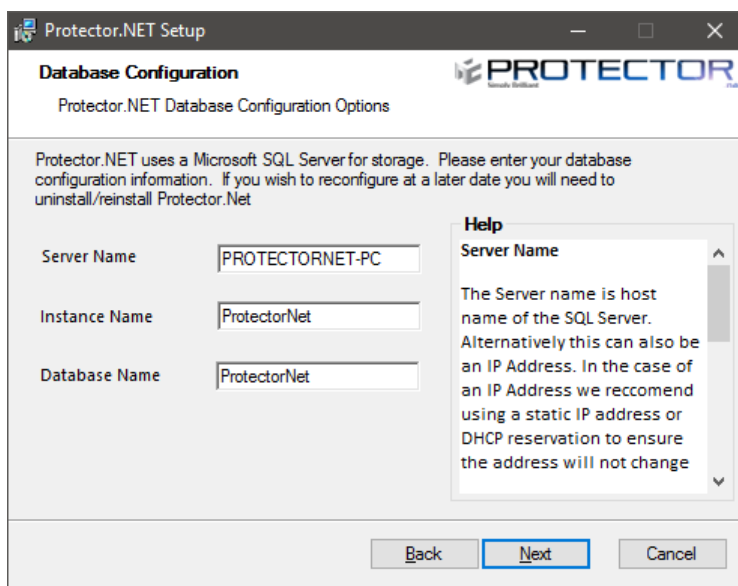 Protector.NET Setup
Database Configuration
PROTECTOR
Simply Brilliant
.ne
Protector.NET Database Configuration Options
Protector.NET uses a Microsoft SQL Server for storage. Please enter your database
configuration information. If you wish to reconfigure at a later date you will need to
uninstall/reinstall Protector.Net
Server Name
PROTECTORNET-PC
Instance Name
ProtectorNet
Database Name
ProtectorNet
Help
Server Name
The Server name is host
name of the SQL Server.
Alternatively this can also be
an IP Address. In the case of
an IP Address we reccomend
using a static IP address or
DHCP reservation to ensure
the address will not change
Back
Next
Cancel